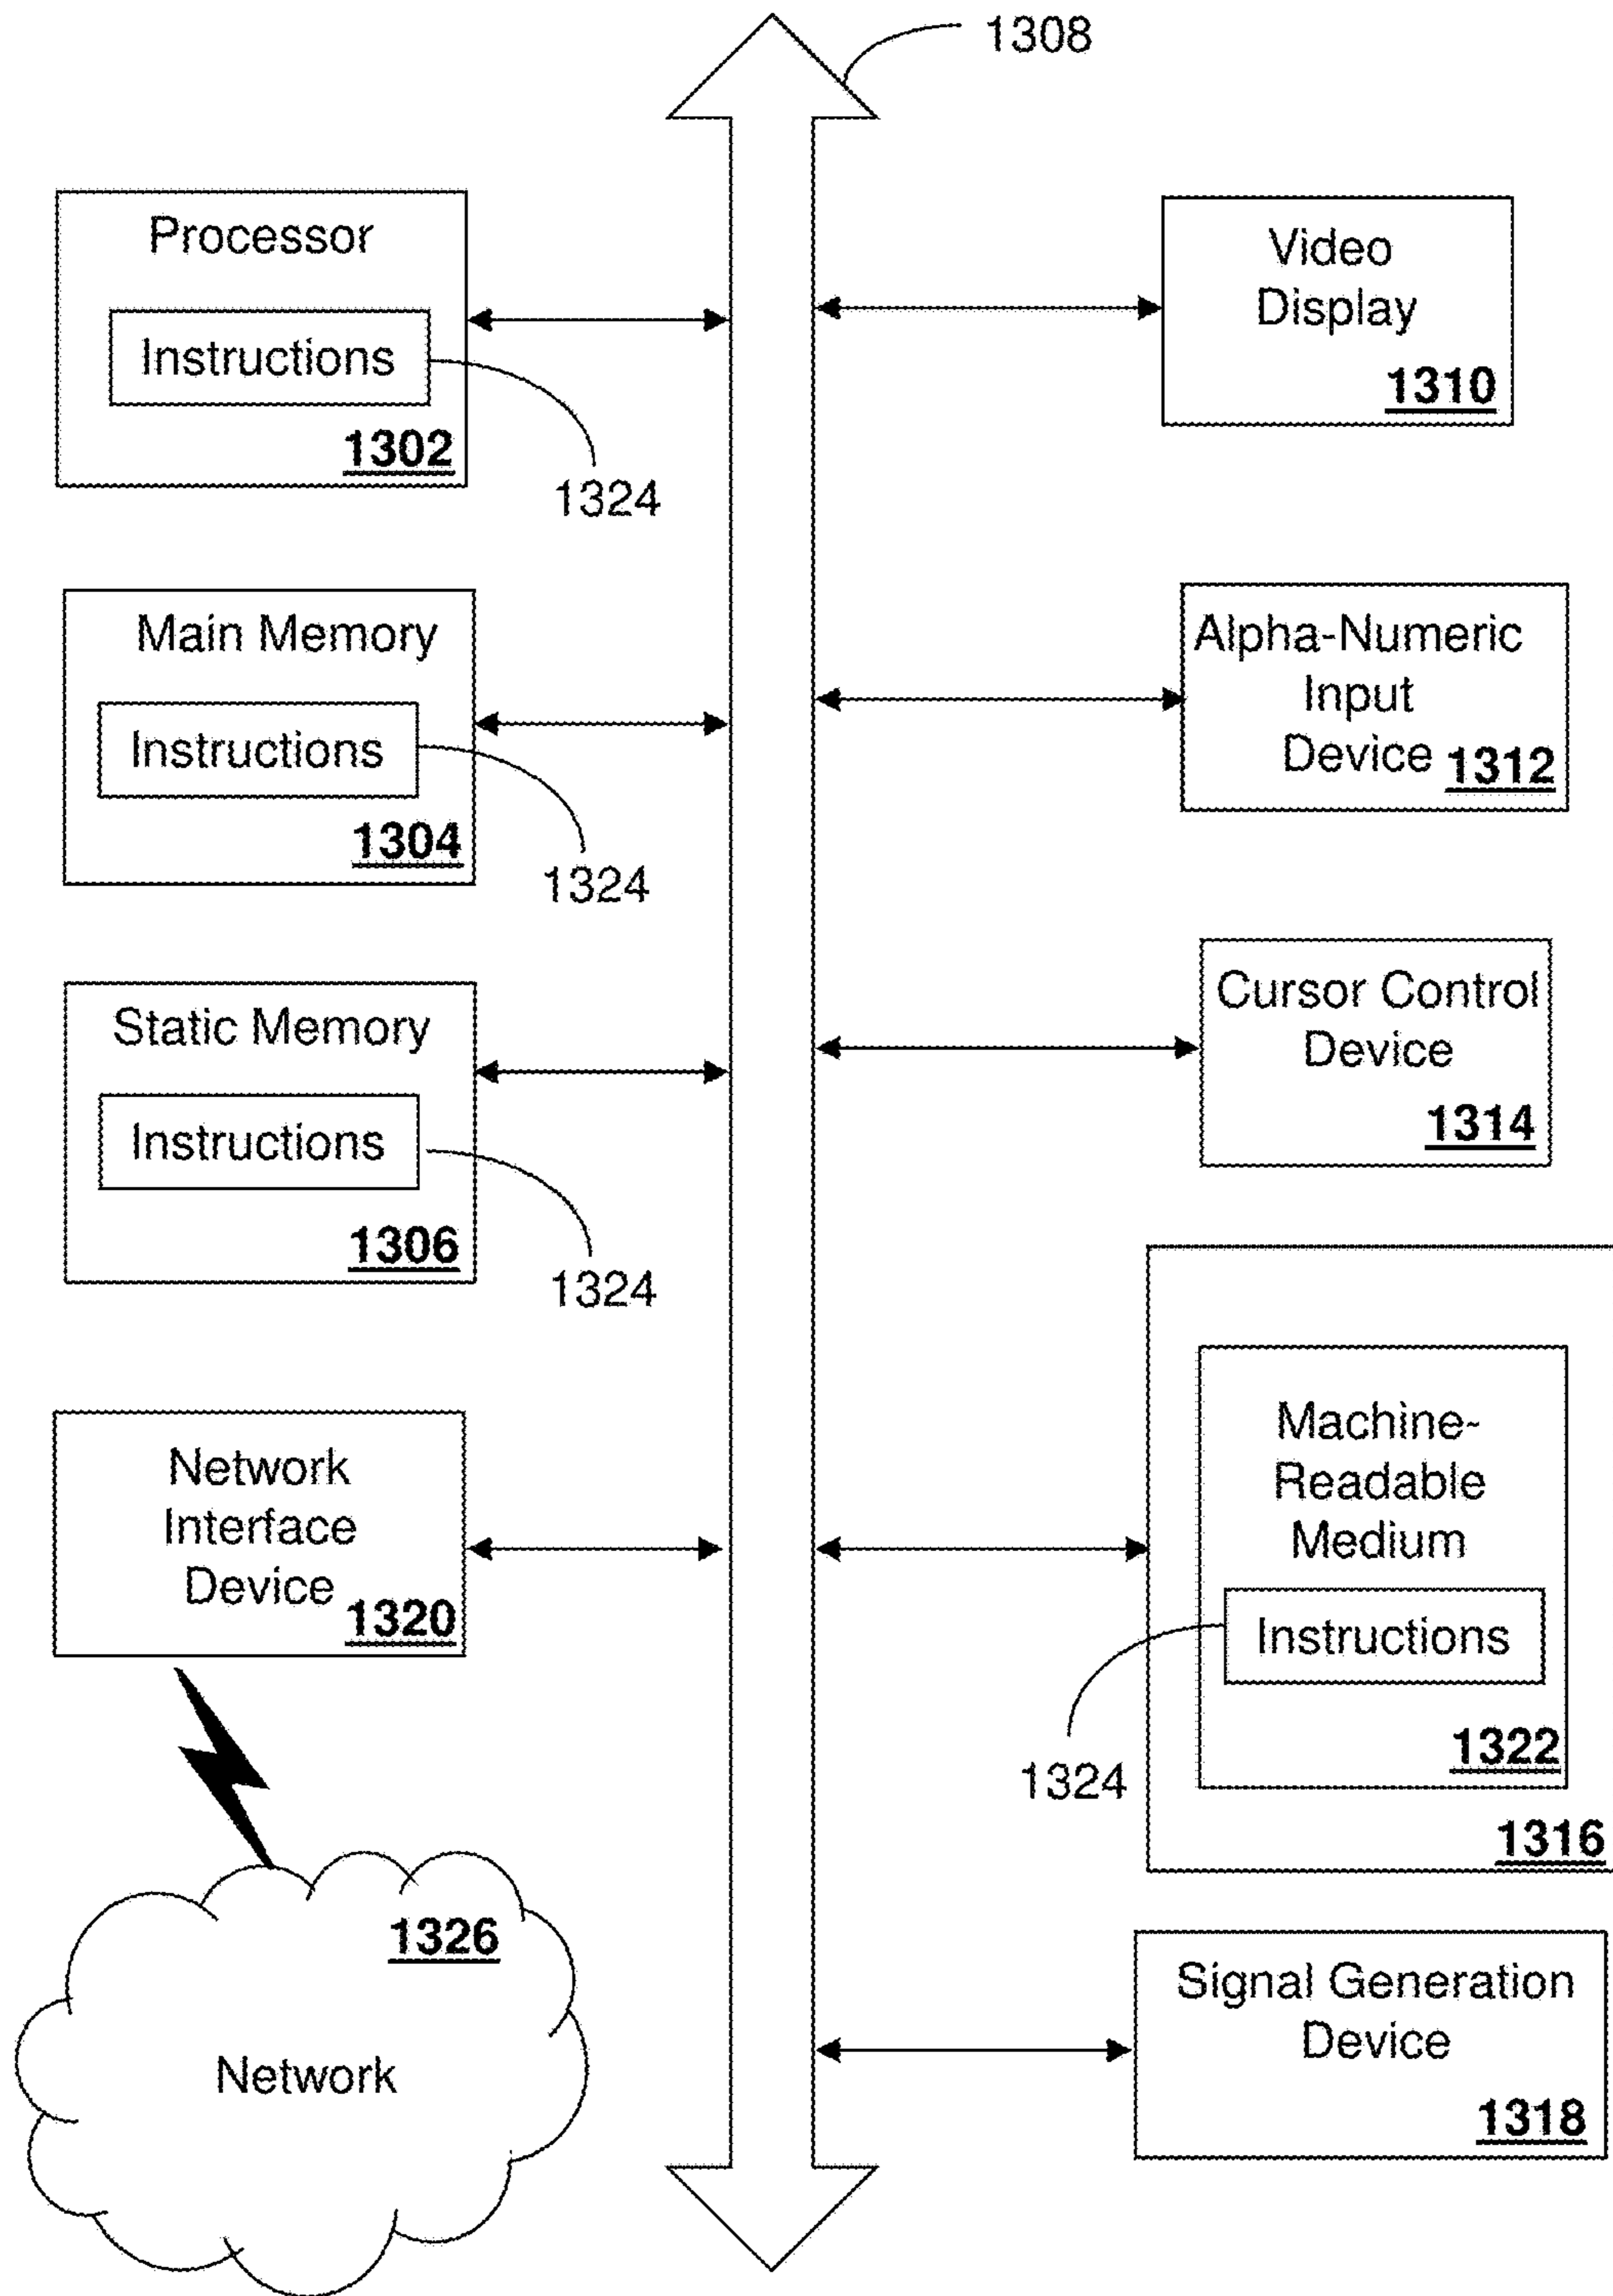 1308
Processor
Instructions
1302
1324
Main Memory
Instructions
1304
1324
Static Memory
Instructions
1306
1324
Network
Interface
Device
1320
1326
Network
Video
Display
1310
Alpha-Numeric
Input
Device 1312
Cursor Control
Device
1314
Machine-
Readable
Medium
Instructions
1322
1324
1316
Signal Generation
Device
1318